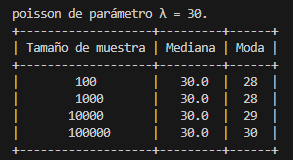 poisson de parámetro λ = 30.
+-------------------+---------+------+
| Tamaño de muestra | Mediana | Moda |
+-------------------+---------+------+
| 100 | 30.0 | 28 |
| 1000 | 30.0 | 28 |
| 10000 | 30.0 | 29 |
| 100000 | 30.0 | 30 |
+-------------------+---------+------+